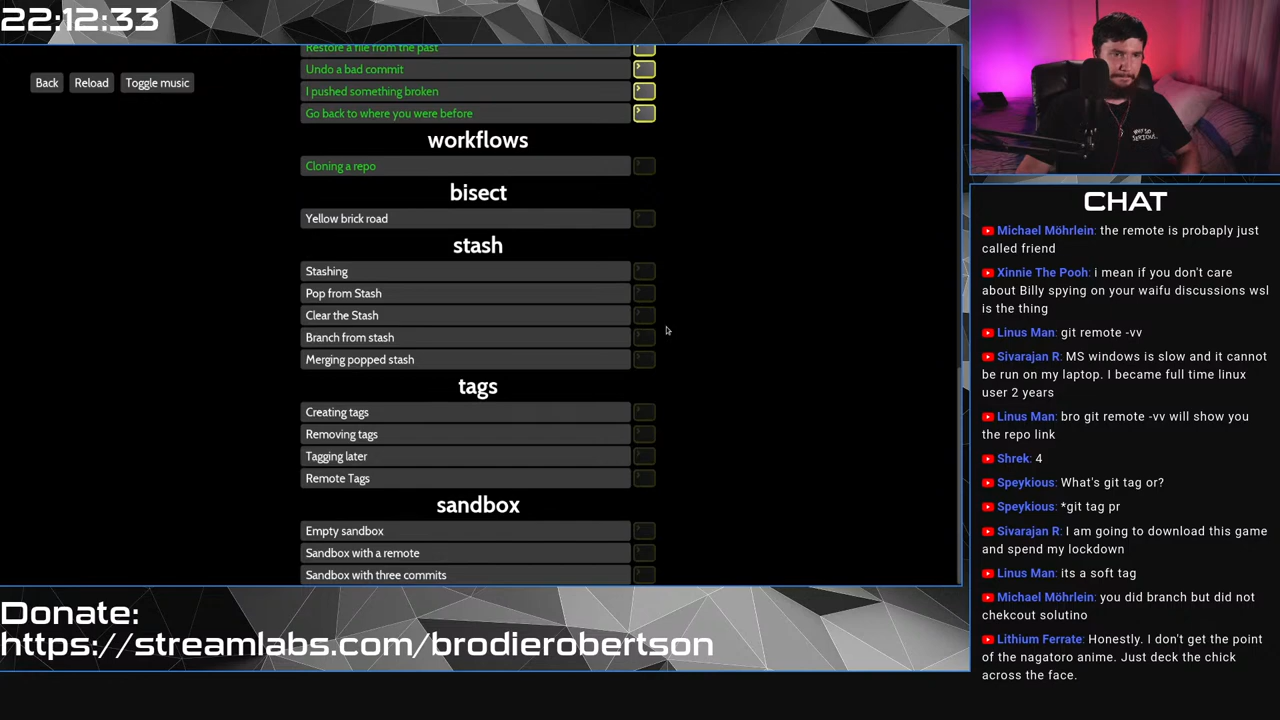 22:12:33
Back
Reload
Toggle music
Restore a file from the past
Undo a bad commit
I pushed something broken
Go back to where you were before
workflows
Cloning a repo
bisect
Yellow brick road
stash
Stashing
Pop from Stash
Clear the Stash
Branch from stash
Merging popped stash
tags
Creating tags
Removing tags
Tagging later
Remote Tags
sandbox
Empty sandbox
Sandbox with a remote
Sandbox with three commits
Donate:
https://streamlabs.com/brodierobertson
WHY SO
SERIOUS..
CHAT
Michael Möhrlein: the remote is probaply just
called friend
Xinnie The Pooh: i mean if you don't care
about Billy spying on your waifu discussions wsl
is the thing
Linus Man: git remote -vv
Sivarajan R: MS windows is slow and it cannot
be run on my laptop. I became full time linux
user 2 years
Linus Man: bro git remote -vv will show you
the repo link
Shrek: 4
Speykious: What's git tag or?
Speykious: *git tag pr
Sivarajan R: I am going to download this game
and spend my lockdown
Linus Man: its a soft tag
Michael Möhrlein: you did branch but did not
chekcout solutino
Lithium Ferrate: Honestly. I don't get the point
of the nagatoro anime. Just deck the chick
across the face.